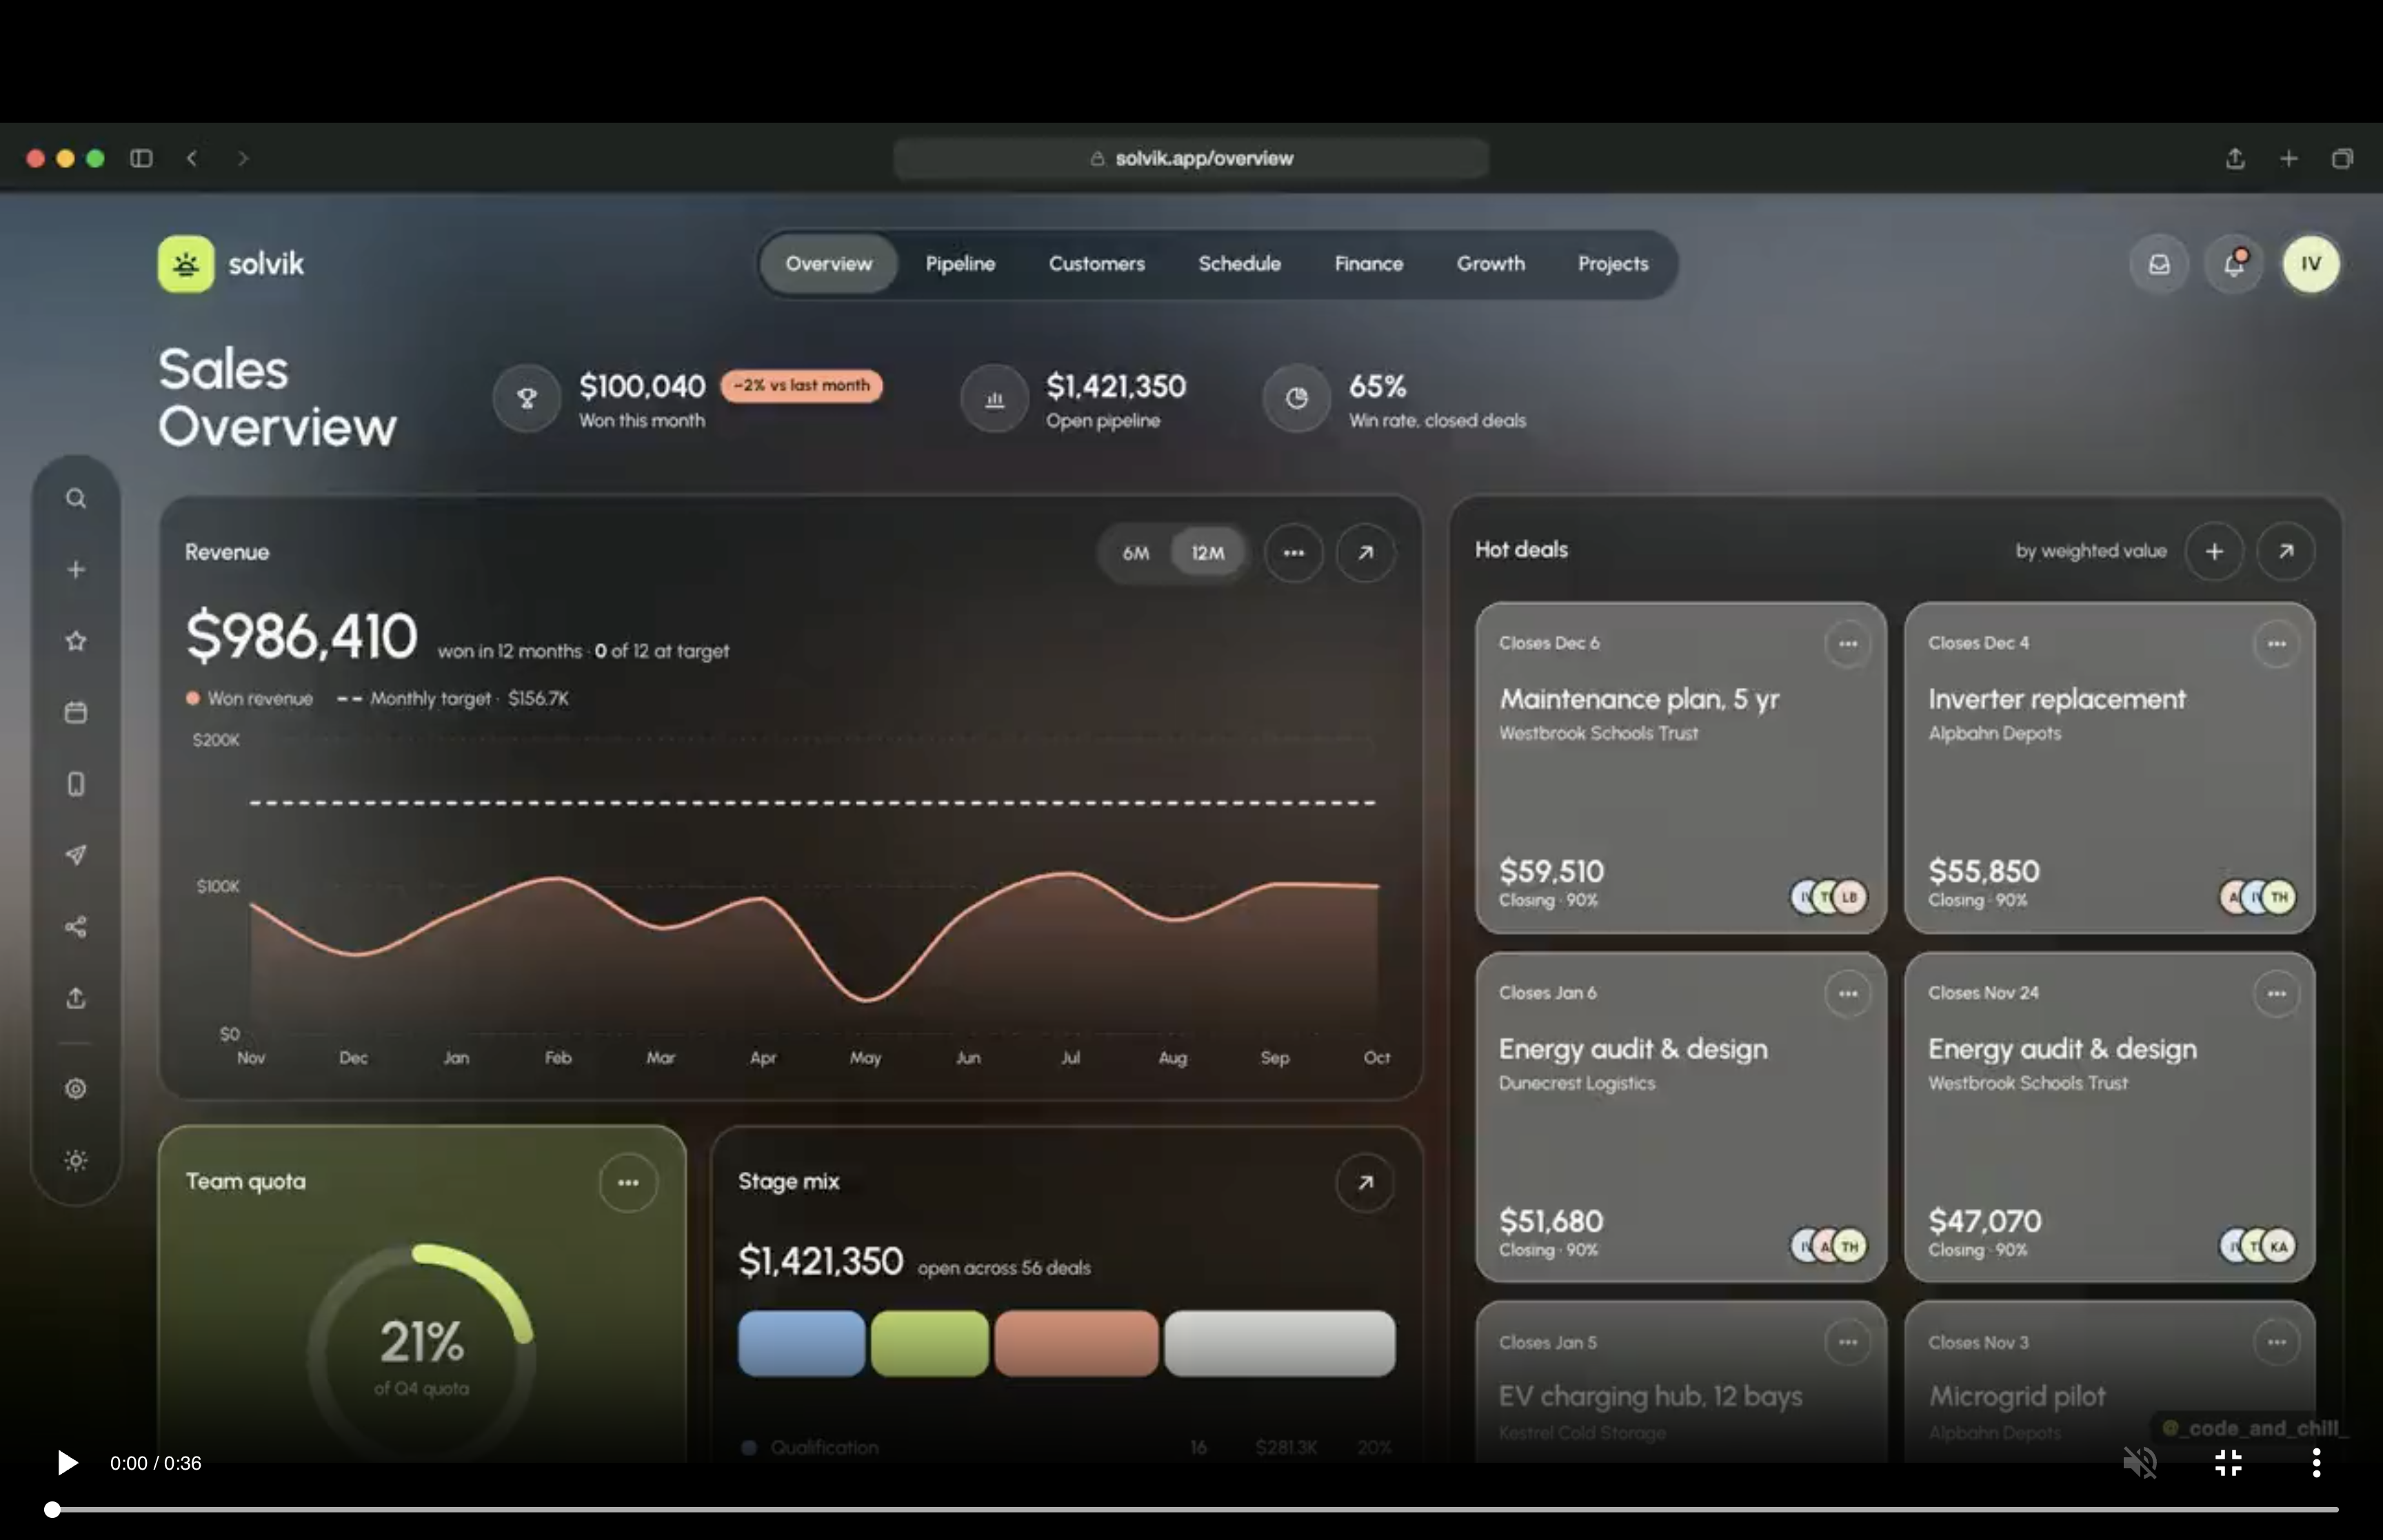 solvik.app/overview
solvik
Overview
Pipeline
Customers
Schedule
Finance
Growth
Projects
IV
Sales
Overview
$100,040
-2% vs last month
Won this month
$1,421,350
Open pipeline
65%
Win rate, closed deals
Revenue
6M
12M
$986,410
won in 12 months · 0 of 12 at target
Won revenue
Monthly target · $156.7K
$200K
$100K
$0
Nov
Dec
Jan
Feb
Mar
Apr
May
Jun
Jul
Aug
Sep
Oct
Hot deals
by weighted value
Closes Dec 6
Maintenance plan, 5 yr
Westbrook Schools Trust
$59,510
Closing · 90%
LB
Closes Dec 4
Inverter replacement
Alpbahn Depots
$55,850
Closing · 90%
TH
Closes Jan 6
Energy audit & design
Dunecrest Logistics
$51,680
Closing · 90%
TH
Closes Nov 24
Energy audit & design
Westbrook Schools Trust
$47,070
Closing · 90%
KA
Closes Jan 5
EV charging hub, 12 bays
Kestrel Cold Storage
Closes Nov 3
Microgrid pilot
Alpbahn Depots
Team quota
21%
of Q4 quota
Stage mix
$1,421,350
open across 56 deals
Qualification
16
$281.3K
20%
@_code_and_chill_
0:00 / 0:36